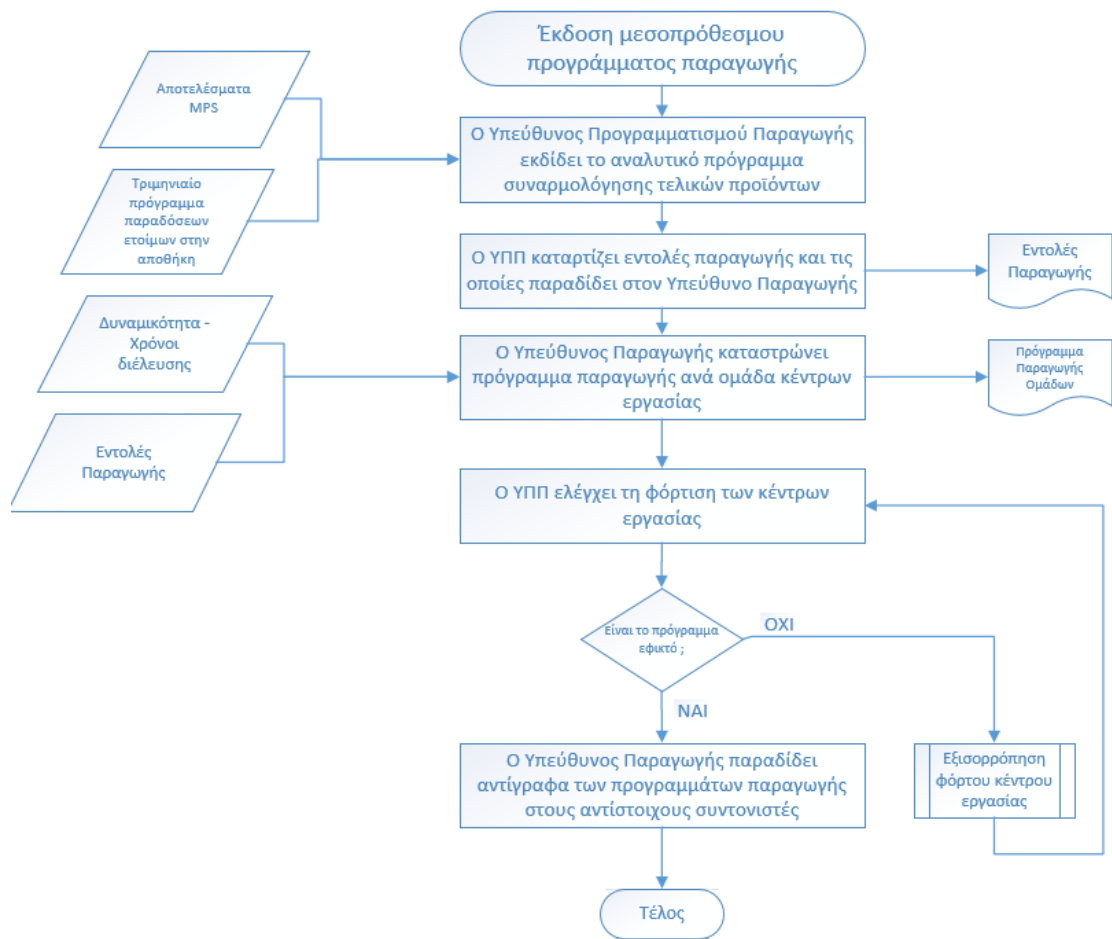 Έκδοση μεσοπρόθεσμου
προγράμματος παραγωγής
Αποτελέσματα
MPS
Ο Υπεύθυνος Προγραμματισμού Παραγωγής
εκδίδει το αναλυτικό πρόγραμμα
συναρμολόγησης τελικών προϊόντων
Τριμηνιαίο
πρόγραμμα
παραδόσεων
ετοίμων στην
αποθήκη
Ο ΥΠΠ καταρτίζει εντολές παραγωγής και τις
οποίες παραδίδει στον Υπεύθυνο Παραγωγής
Εντολές
Παραγωγής
Δυναμικότητα -
Χρόνοι
διέλευσης
Ο Υπεύθυνος Παραγωγής καταστρώνει
πρόγραμμα παραγωγής ανά ομάδα κέντρων
εργασίας
Πρόγραμμα
Παραγωγής
Ομάδων
Εντολές
Παραγωγής
Ο ΥΠΠ ελέγχει τη φόρτιση των κέντρων
εργασίας
Είναι το πρόγραμμα
εφικτό ;
ΟΧΙ
ΝΑΙ
Ο Υπεύθυνος Παραγωγής παραδίδει
αντίγραφα των προγραμμάτων παραγωγής
στους αντίστοιχους συντονιστές
Εξισορρόπηση
φόρτου κέντρου
εργασίας
Τέλος